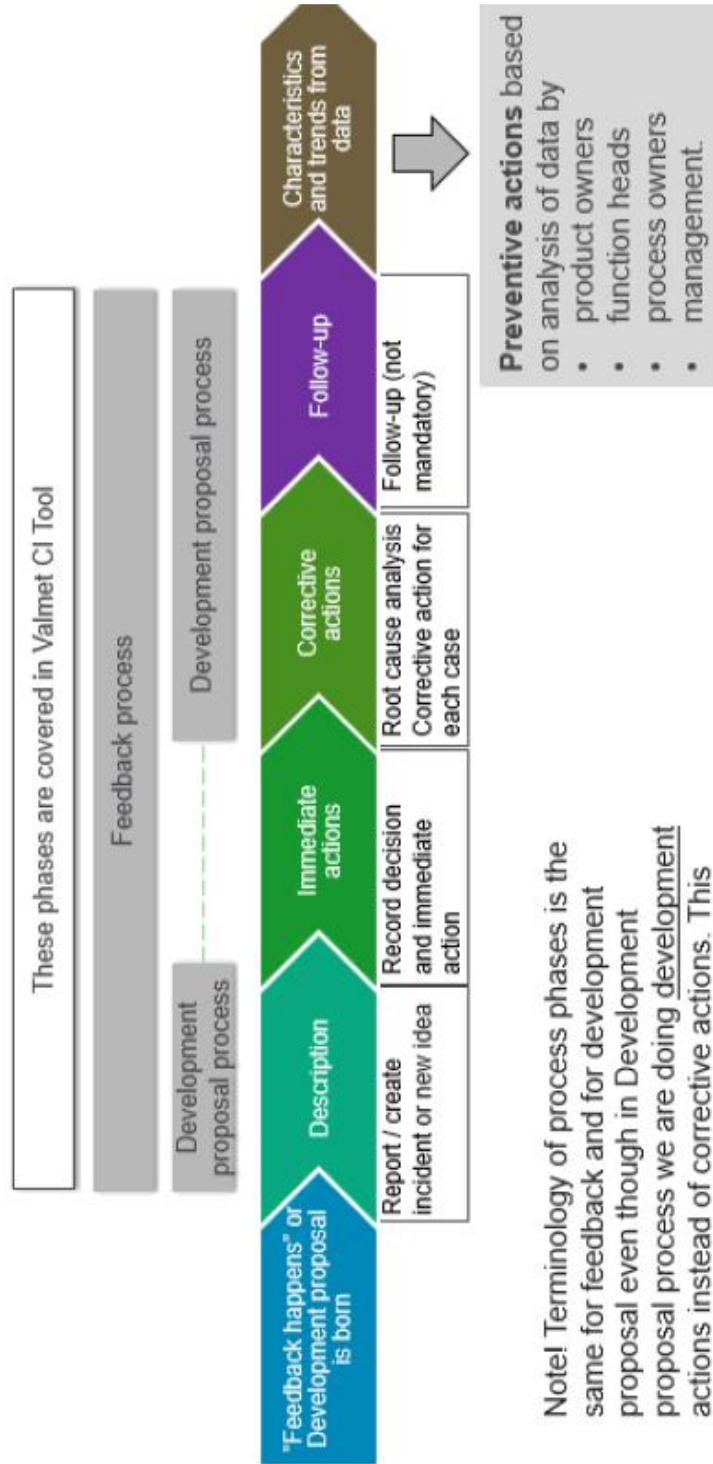 These phases are covered in Valmet CI Tool
Feedback process
Development
proposal process
Development proposal process
"Feedback happens" or
Development proposal
is born
Description
Immediate
actions
Corrective
actions
Follow-up
Characteristics
and trends from
data
Report / create
incident or new idea
Record decision
and immediate
action
Root cause analysis
Corrective action for
each case
Follow-up (not
mandatory)
Note! Terminology of process phases is the
same for feedback and for development
proposal even though in Development
proposal process we are doing development
actions instead of corrective actions. This
Preventive actions based
on analysis of data by
• product owners
• function heads
• process owners
• management.